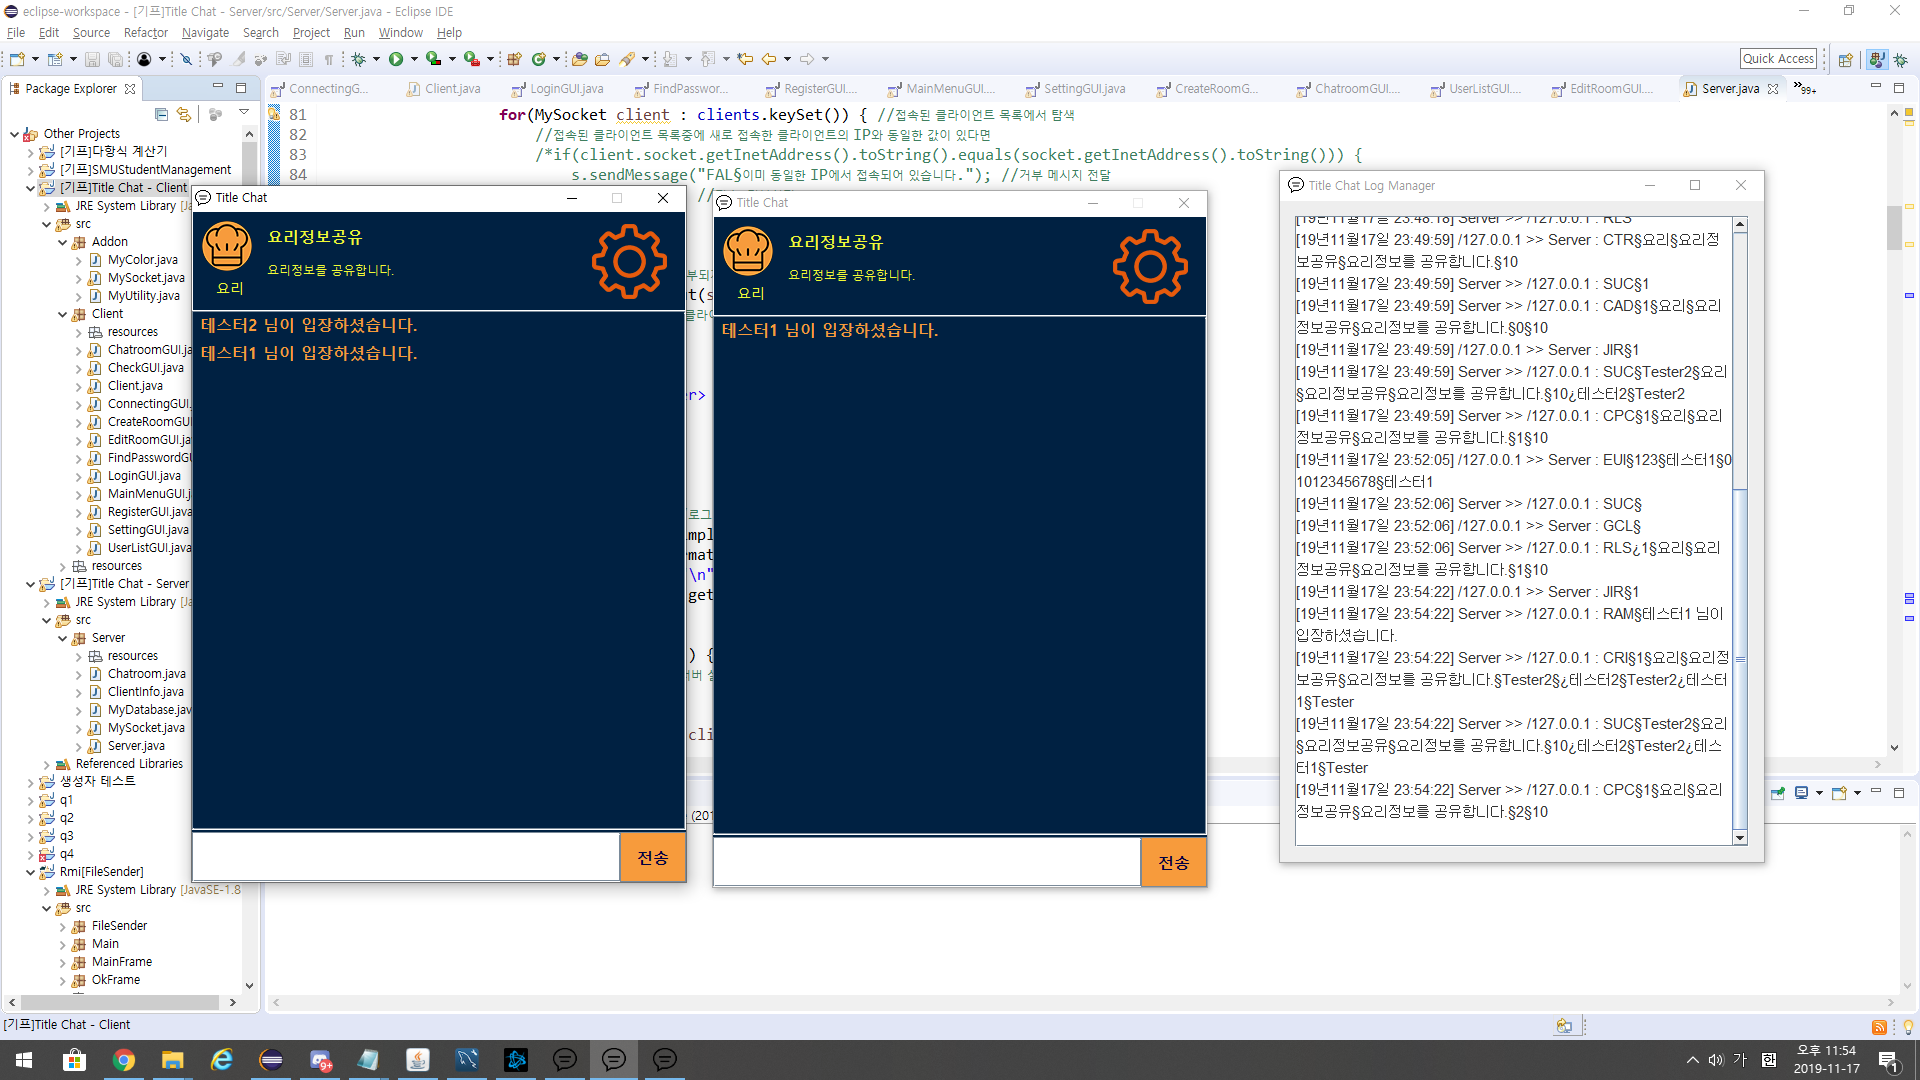 eclipse-workspace - [기프]Title Chat - Server/src/Server/Server.java - Eclipse IDE
File Edit Source Refactor Navigate Search Project Run Window Help
Quick Access
Package Explorer
ConnectingG... Client.java LoginGUI.java FindPasswor... RegisterGUI.... MainMenuGUI.... SettingGUI.java CreateRoomG... ChatroomGUI.... UserListGUI.... EditRoomGUI.... Server.java 99+
Other Projects
[기프]다항식 계산기
[기프]SMUStudentManagement
[기프]Title Chat - Client
JRE System Library [Ja
src
Addon
MyColor.java
MySocket.java
MyUtility.java
Client
resources
ChatroomGUI.ja
CheckGUI.java
Client.java
ConnectingGUI.
CreateRoomGUI
EditRoomGUI.ja
FindPasswordG
LoginGUI.java
MainMenuGUI.j
RegisterGUI.java
SettingGUI.java
UserListGUI.java
resources
[기프]Title Chat - Server
JRE System Library [Ja
src
Server
resources
Chatroom.java
ClientInfo.java
MyDatabase.jav
MySocket.java
Server.java
Referenced Libraries
생성자 테스트
q1
q2
q3
q4
Rmi[FileSender]
JRE System Library [JavaSE-1.8
src
FileSender
Main
MainFrame
OkFrame
81 for(MySocket client : clients.keySet()) { //접속된 클라이언트 목록에서 탐색
82 //접속된 클라이언트 목록중에 새로 접속한 클라이언트의 IP와 동일한 값이 있다면
83 /*if(client.socket.getInetAddress().toString().equals(socket.getInetAddress().toString())) {
84 s.sendMessage("FAL§이미 동일한 IP에서 접속되어 있습니다."); //거부 메시지 전달
Title Chat
요리정보공유
요리정보를 공유합니다.
요리
테스터2 님이 입장하셨습니다.
테스터1 님이 입장하셨습니다.
전송
Title Chat
요리정보공유
요리정보를 공유합니다.
요리
테스터1 님이 입장하셨습니다.
전송
Title Chat Log Manager
[19년11월17일 23:48:18] Server >> /127.0.0.1 : RLS
[19년11월17일 23:49:59] /127.0.0.1 >> Server : CTR§요리§요리정
보공유§요리정보를 공유합니다.§10
[19년11월17일 23:49:59] Server >> /127.0.0.1 : SUC§1
[19년11월17일 23:49:59] Server >> /127.0.0.1 : CAD§1§요리§요리
정보공유§요리정보를 공유합니다.§0§10
[19년11월17일 23:49:59] /127.0.0.1 >> Server : JIR§1
[19년11월17일 23:49:59] Server >> /127.0.0.1 : SUC§Tester2§요리
§요리정보공유§요리정보를 공유합니다.§10¿테스터2§Tester2
[19년11월17일 23:49:59] Server >> /127.0.0.1 : CPC§1§요리§요리
정보공유§요리정보를 공유합니다.§1§10
[19년11월17일 23:52:05] /127.0.0.1 >> Server : EUI§123§테스터1§0
1012345678§테스터1
[19년11월17일 23:52:06] Server >> /127.0.0.1 : SUC§
[19년11월17일 23:52:06] /127.0.0.1 >> Server : GCL§
[19년11월17일 23:52:06] Server >> /127.0.0.1 : RLS¿1§요리§요리
정보공유§요리정보를 공유합니다.§1§10
[19년11월17일 23:54:22] /127.0.0.1 >> Server : JIR§1
[19년11월17일 23:54:22] Server >> /127.0.0.1 : RAM§테스터1 님이
입장하셨습니다.
[19년11월17일 23:54:22] Server >> /127.0.0.1 : CRI§1§요리§요리정
보공유§요리정보를 공유합니다.§Tester2§¿테스터2§Tester2¿테스터
1§Tester
[19년11월17일 23:54:22] Server >> /127.0.0.1 : SUC§Tester2§요리
§요리정보공유§요리정보를 공유합니다.§10¿테스터2§Tester2¿테스
터1§Tester
[19년11월17일 23:54:22] Server >> /127.0.0.1 : CPC§1§요리§요리
정보공유§요리정보를 공유합니다.§2§10
[기프]Title Chat - Client
9+
가
오후 11:54
2019-11-17
1